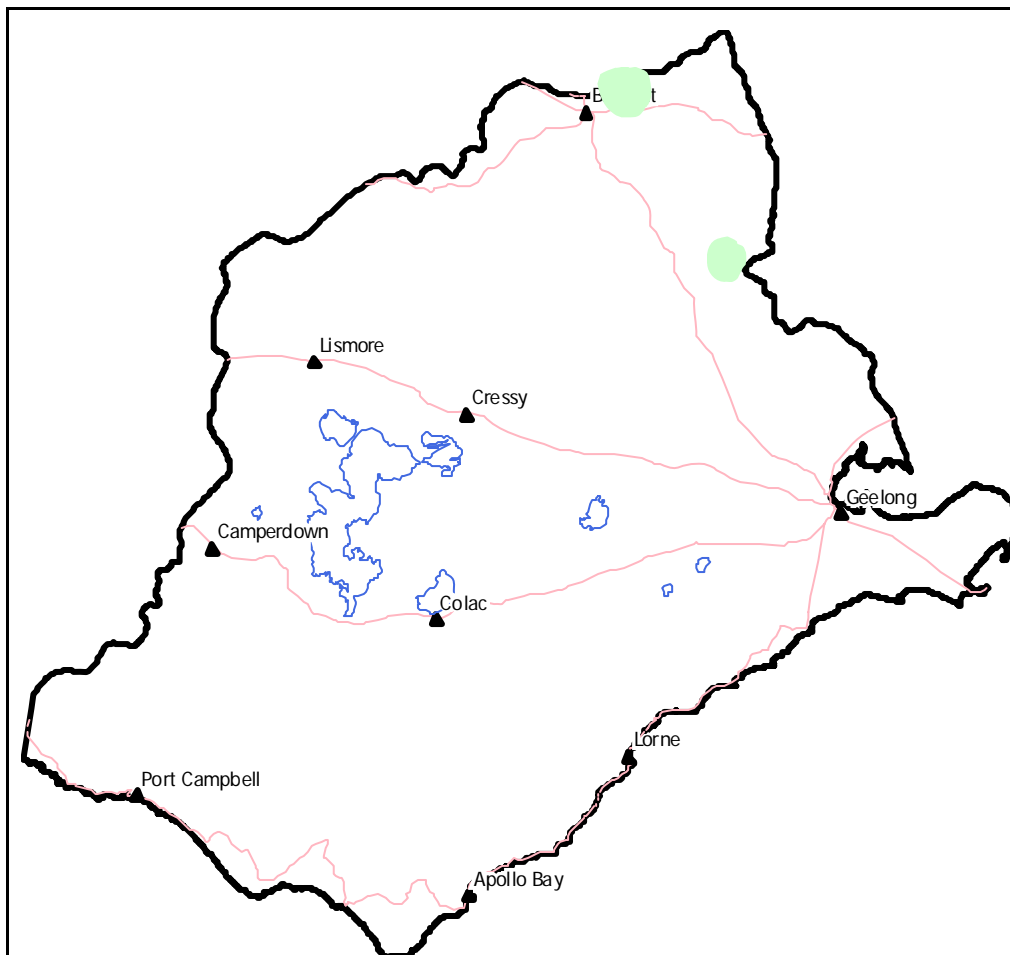 Lismore
Cressy
Geelong
Camperdown
Colac
Lorne
Port Campbell
Apollo Bay